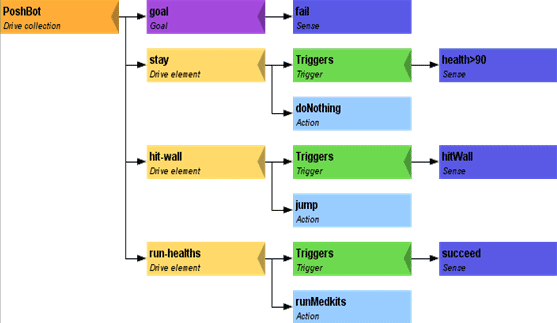 PoshBot
Drive collection
goal
Goal
fail
Sense
stay
Drive element
Triggers
Trigger
health>90
Sense
doNothing
Action
hit-wall
Drive element
Triggers
Trigger
hitWall
Sense
jump
Action
run-healths
Drive element
Triggers
Trigger
succeed
Sense
runMedkits
Action